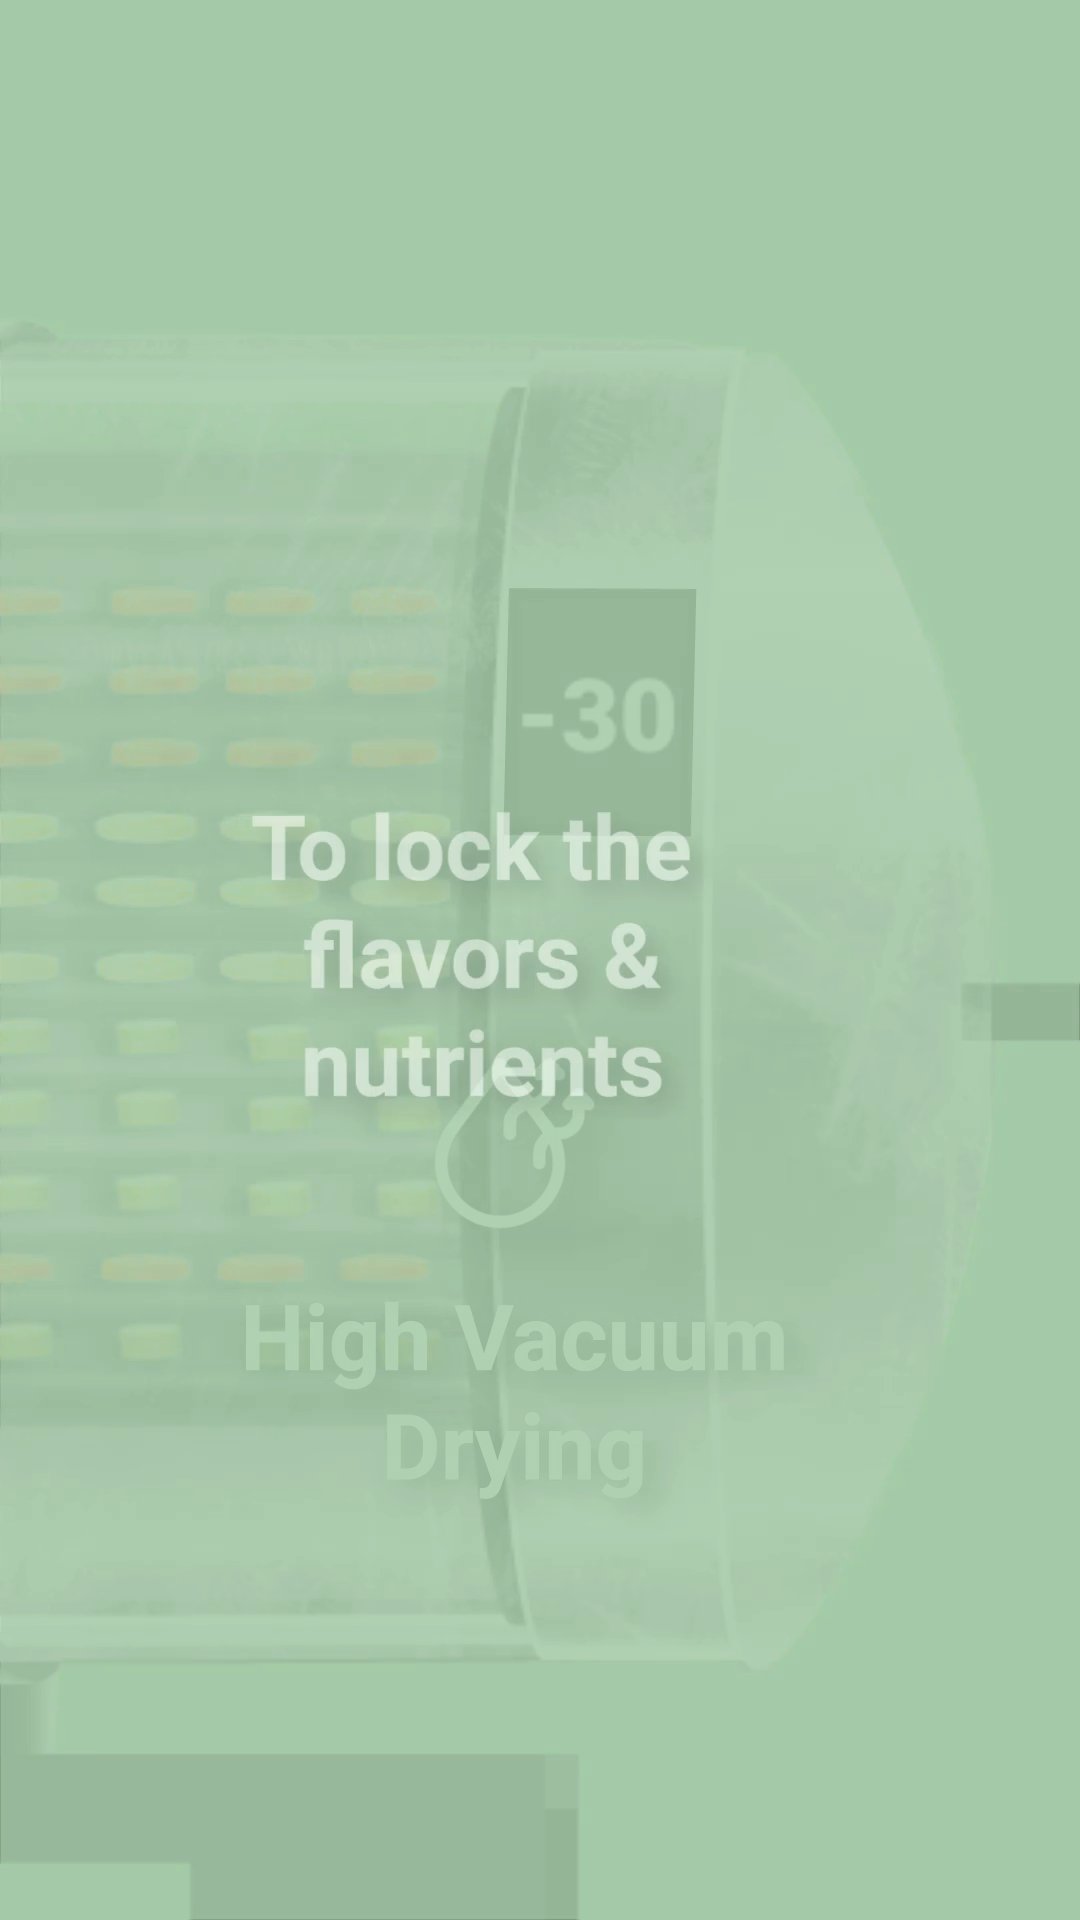 -30
To lock the
flavors &
nutrients
High Vacuum
Drying